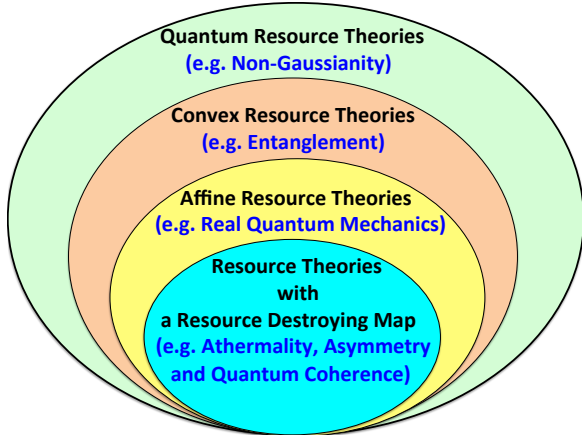 Quantum Resource Theories
(e.g. Non-Gaussianity)
Convex Resource Theories
(e.g. Entanglement)
Affine Resource Theories
(e.g. Real Quantum Mechanics)
Resource Theories
with
a Resource Destroying Map
(e.g. Athermality, Asymmetry
and Quantum Coherence)